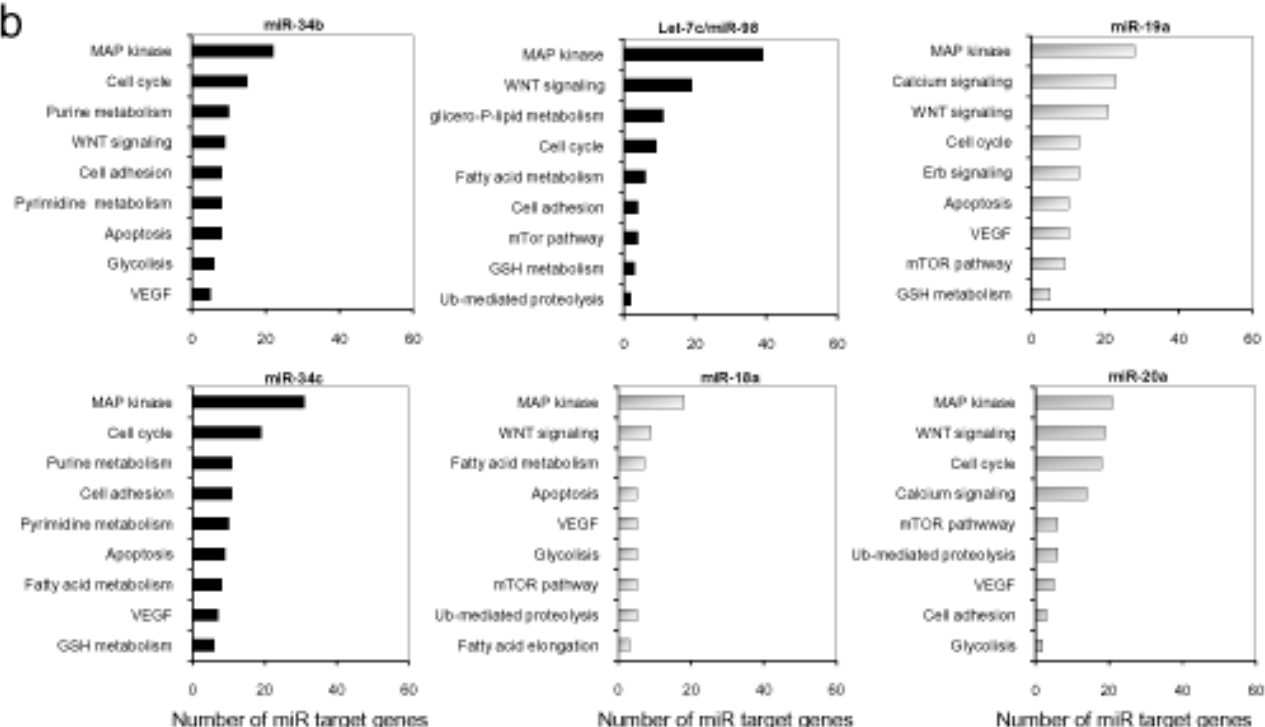 b
miR-34b
MAP kinase
Cell cycle
Purine metabolism
WNT signaling
Cell adhesion
Pyrimidine metabolism
Apoptosis
Glycolisis
VEGF
0 20 40 60
Let-7c/miR-98
MAP kinase
WNT signaling
glicero-P-lipid metabolism
Cell cycle
Fatty acid metabolism
Cell adhesion
mTor pathway
GSH metabolism
Ub-mediated proteolysis
0 20 40 60
miR-19a
MAP kinase
Calcium signaling
WNT signaling
Cell cycle
Erb signaling
Apoptosis
VEGF
mTOR pathway
GSH metabolism
0 20 40 60
miR-34c
MAP kinase
Cell cycle
Purine metabolism
Cell adhesion
Pyrimidine metabolism
Apoptosis
Fatty acid metabolism
VEGF
GSH metabolism
0 20 40 60
Number of miR target genes
miR-18a
MAP kinase
WNT signaling
Fatty acid metabolism
Apoptosis
VEGF
Glycolisis
mTOR pathway
Ub-mediated proteolysis
Fatty acid elongation
0 20 40 60
Number of miR target genes
miR-20a
MAP kinase
WNT signaling
Cell cycle
Calcium signaling
mTOR pathwway
Ub-mediated proteolysis
VEGF
Cell adhesion
Glycolisis
0 20 40 60
Number of miR target genes